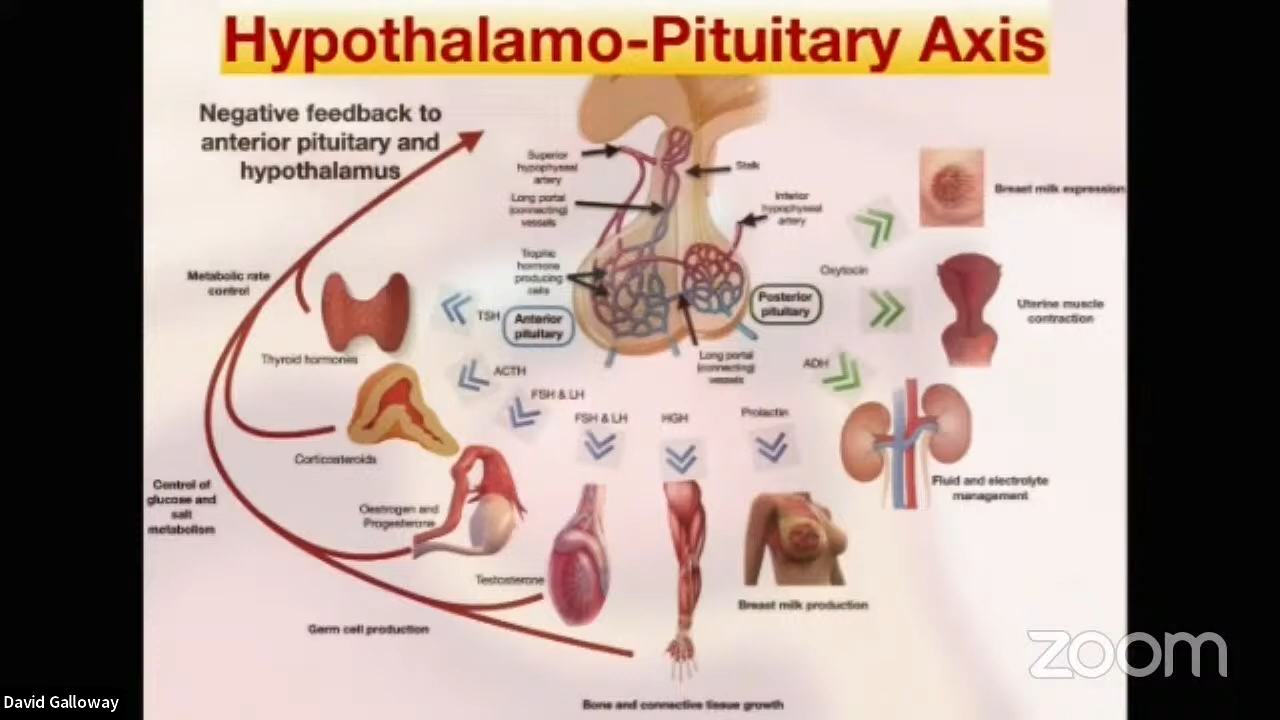 Hypothalamo-Pituitary Axis
Negative feedback to
anterior pituitary and
hypothalamus
Superior
hypophyseal
artery
Stalk
Long portal
(connecting)
vessels
Inferior
hypophyseal
artery
Breast milk expression
Trophic
hormone
producing
cells
Oxytocin
Metabolic rate
control
TSH
Anterior
pituitary
Posterior
pituitary
Uterine muscle
contraction
Thyroid hormones
Long portal
(connecting)
vessels
ADH
ACTH
FSH & LH
FSH & LH
HGH
Prolactin
Corticosteroids
Control of
glucose and
salt
metabolism
Fluid and electrolyte
management
Oestrogen and
Progesterone
Testosterone
Breast milk production
Germ cell production
Bone and connective tissue growth
zoom
David Galloway